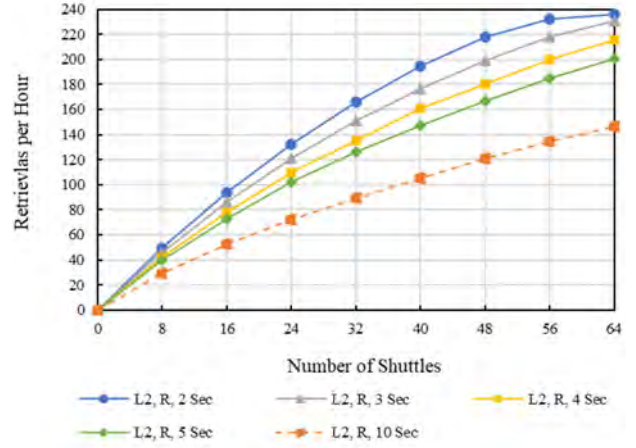 240
220
200
180
160
140
120
100
80
60
40
20
0
Retrievlas per Hour
0 8 16 24 32 40 48 56 64
Number of Shuttles
L2, R, 2 Sec L2, R, 3 Sec L2, R, 4 Sec
L2, R, 5 Sec L2, R, 10 Sec